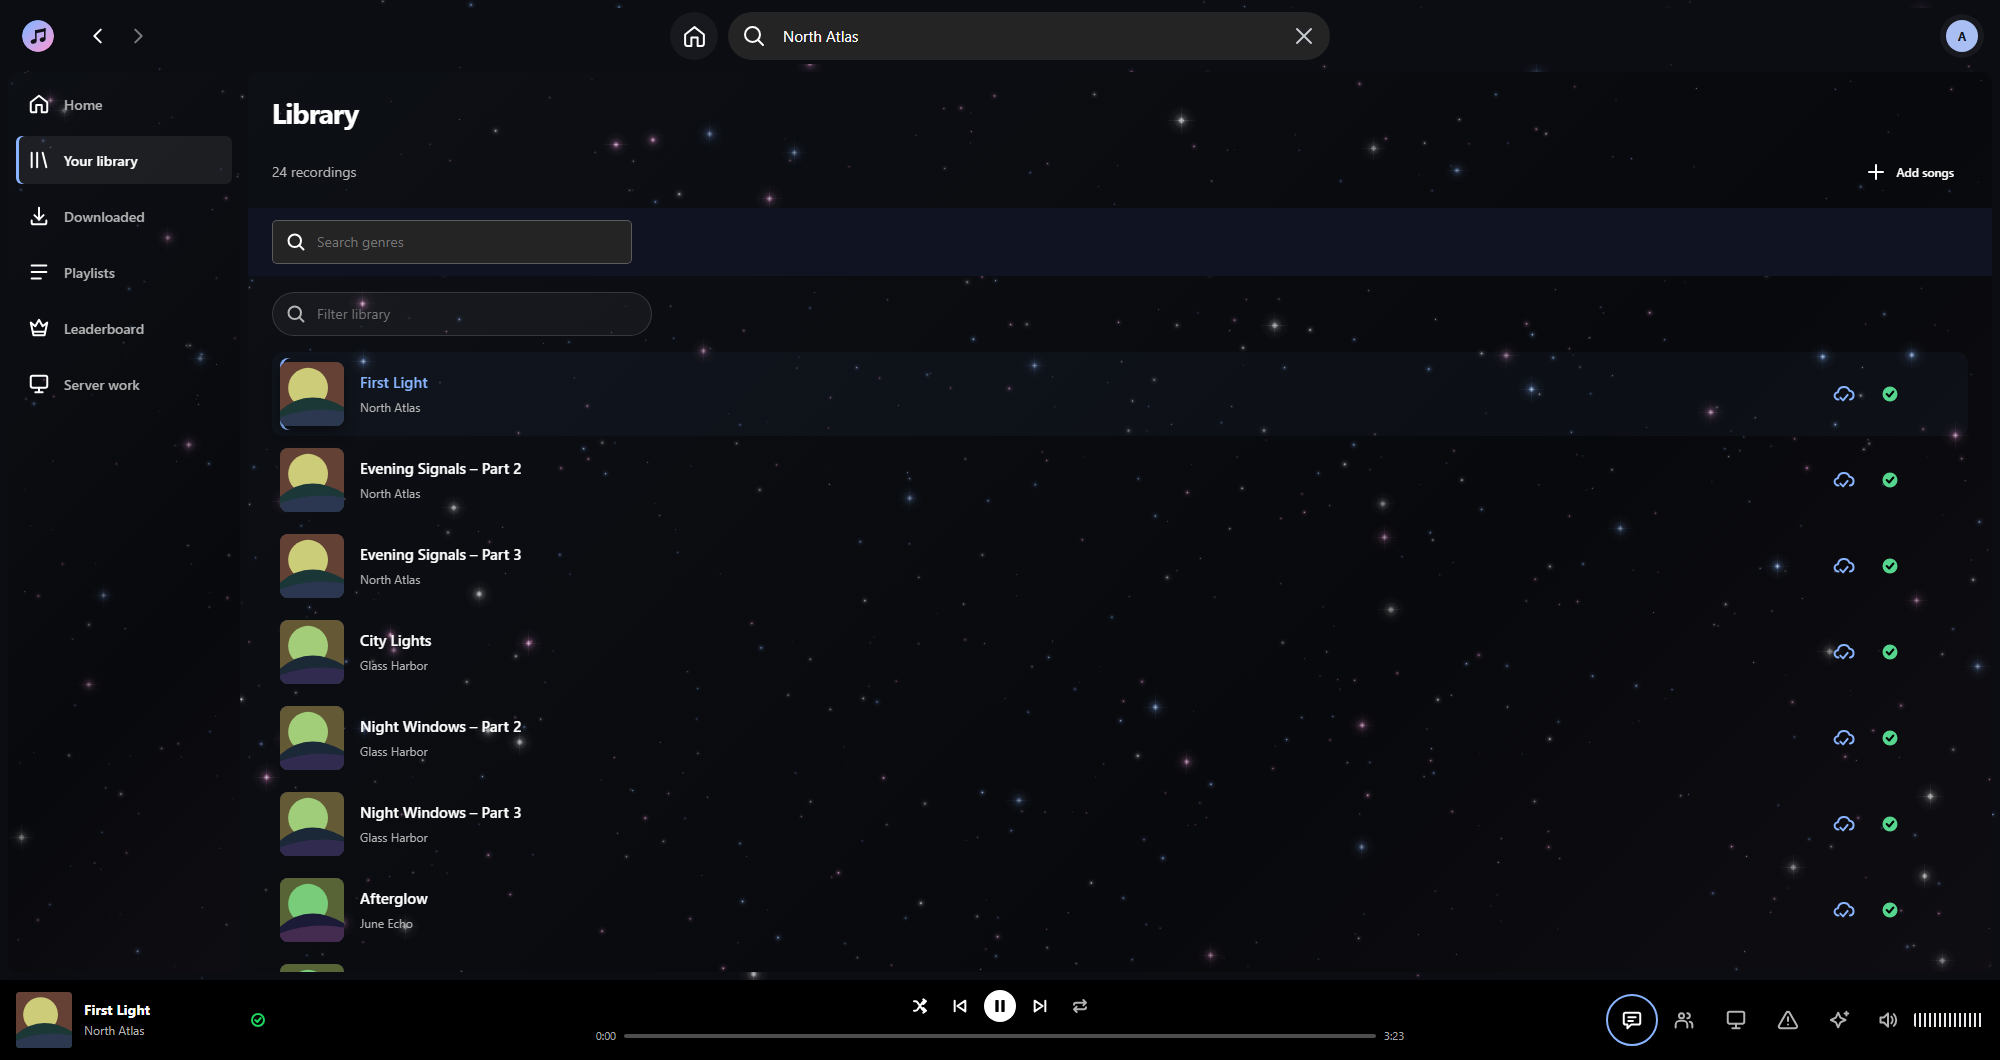 North Atlas
A
Home
Your library
Downloaded
Playlists
Leaderboard
Server work
Library
24 recordings
Add songs
Search genres
Filter library
First Light
North Atlas
Evening Signals – Part 2
North Atlas
Evening Signals – Part 3
North Atlas
City Lights
Glass Harbor
Night Windows – Part 2
Glass Harbor
Night Windows – Part 3
Glass Harbor
Afterglow
June Echo
First Light
North Atlas
0:00
3:23